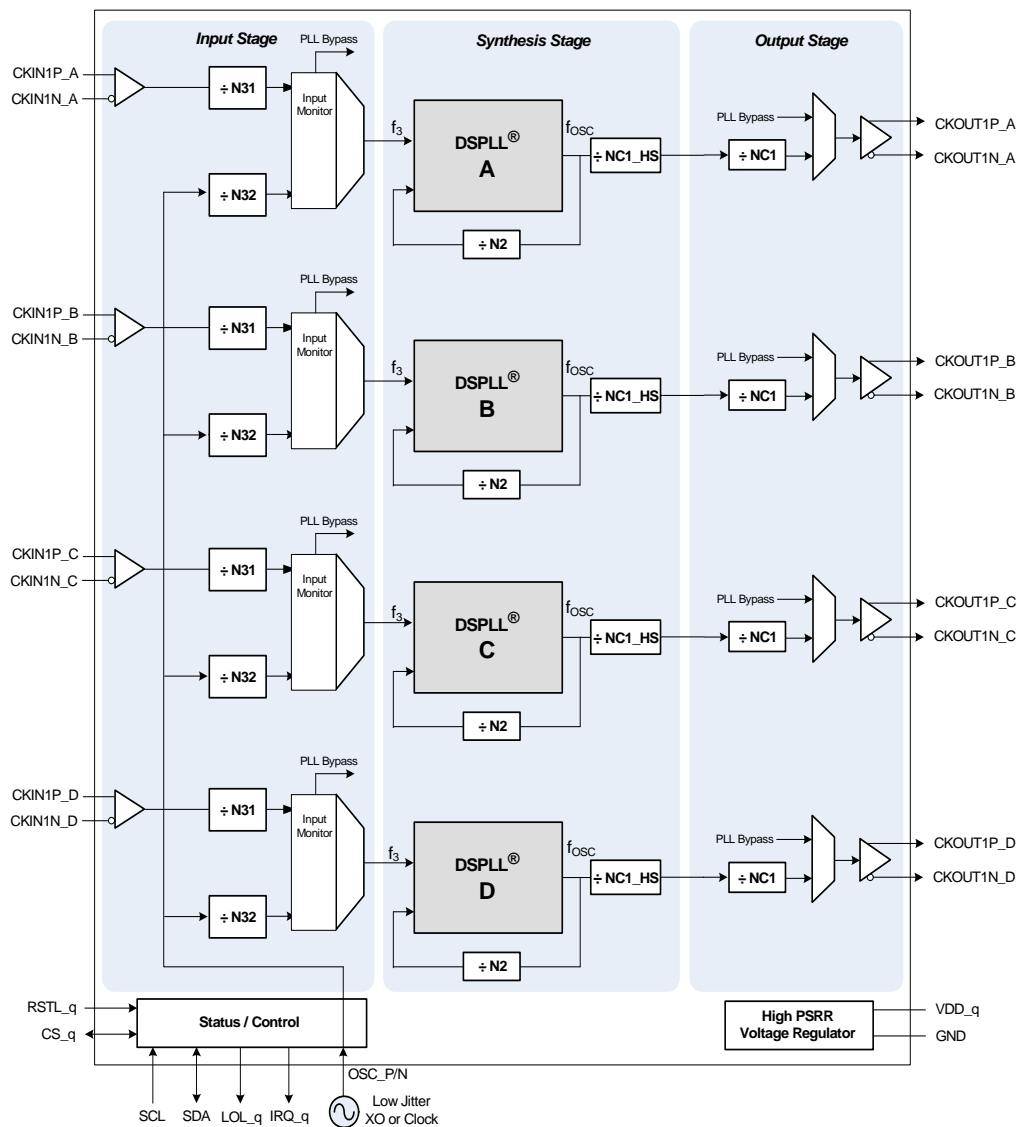 Input Stage
Synthesis Stage
Output Stage
PLL Bypass
CKIN1P_A
CKIN1N_A
÷ N31
Input
Monitor
÷ N32
f3
DSPLL®
A
fOSC
÷ NC1_HS
÷ N2
PLL Bypass
÷ NC1
CKOUT1P_A
CKOUT1N_A
PLL Bypass
CKIN1P_B
CKIN1N_B
÷ N31
Input
Monitor
÷ N32
f3
DSPLL®
B
fOSC
÷ NC1_HS
÷ N2
PLL Bypass
÷ NC1
CKOUT1P_B
CKOUT1N_B
PLL Bypass
CKIN1P_C
CKIN1N_C
÷ N31
Input
Monitor
÷ N32
f3
DSPLL®
C
fOSC
÷ NC1_HS
÷ N2
PLL Bypass
÷ NC1
CKOUT1P_C
CKOUT1N_C
PLL Bypass
CKIN1P_D
CKIN1N_D
÷ N31
Input
Monitor
÷ N32
f3
DSPLL®
D
fOSC
÷ NC1_HS
÷ N2
PLL Bypass
÷ NC1
CKOUT1P_D
CKOUT1N_D
RSTL_q
CS_q
Status / Control
High PSRR
Voltage Regulator
VDD_q
GND
OSC_P/N
SCL
SDA
LOL_q
IRQ_q
Low Jitter
XO or Clock